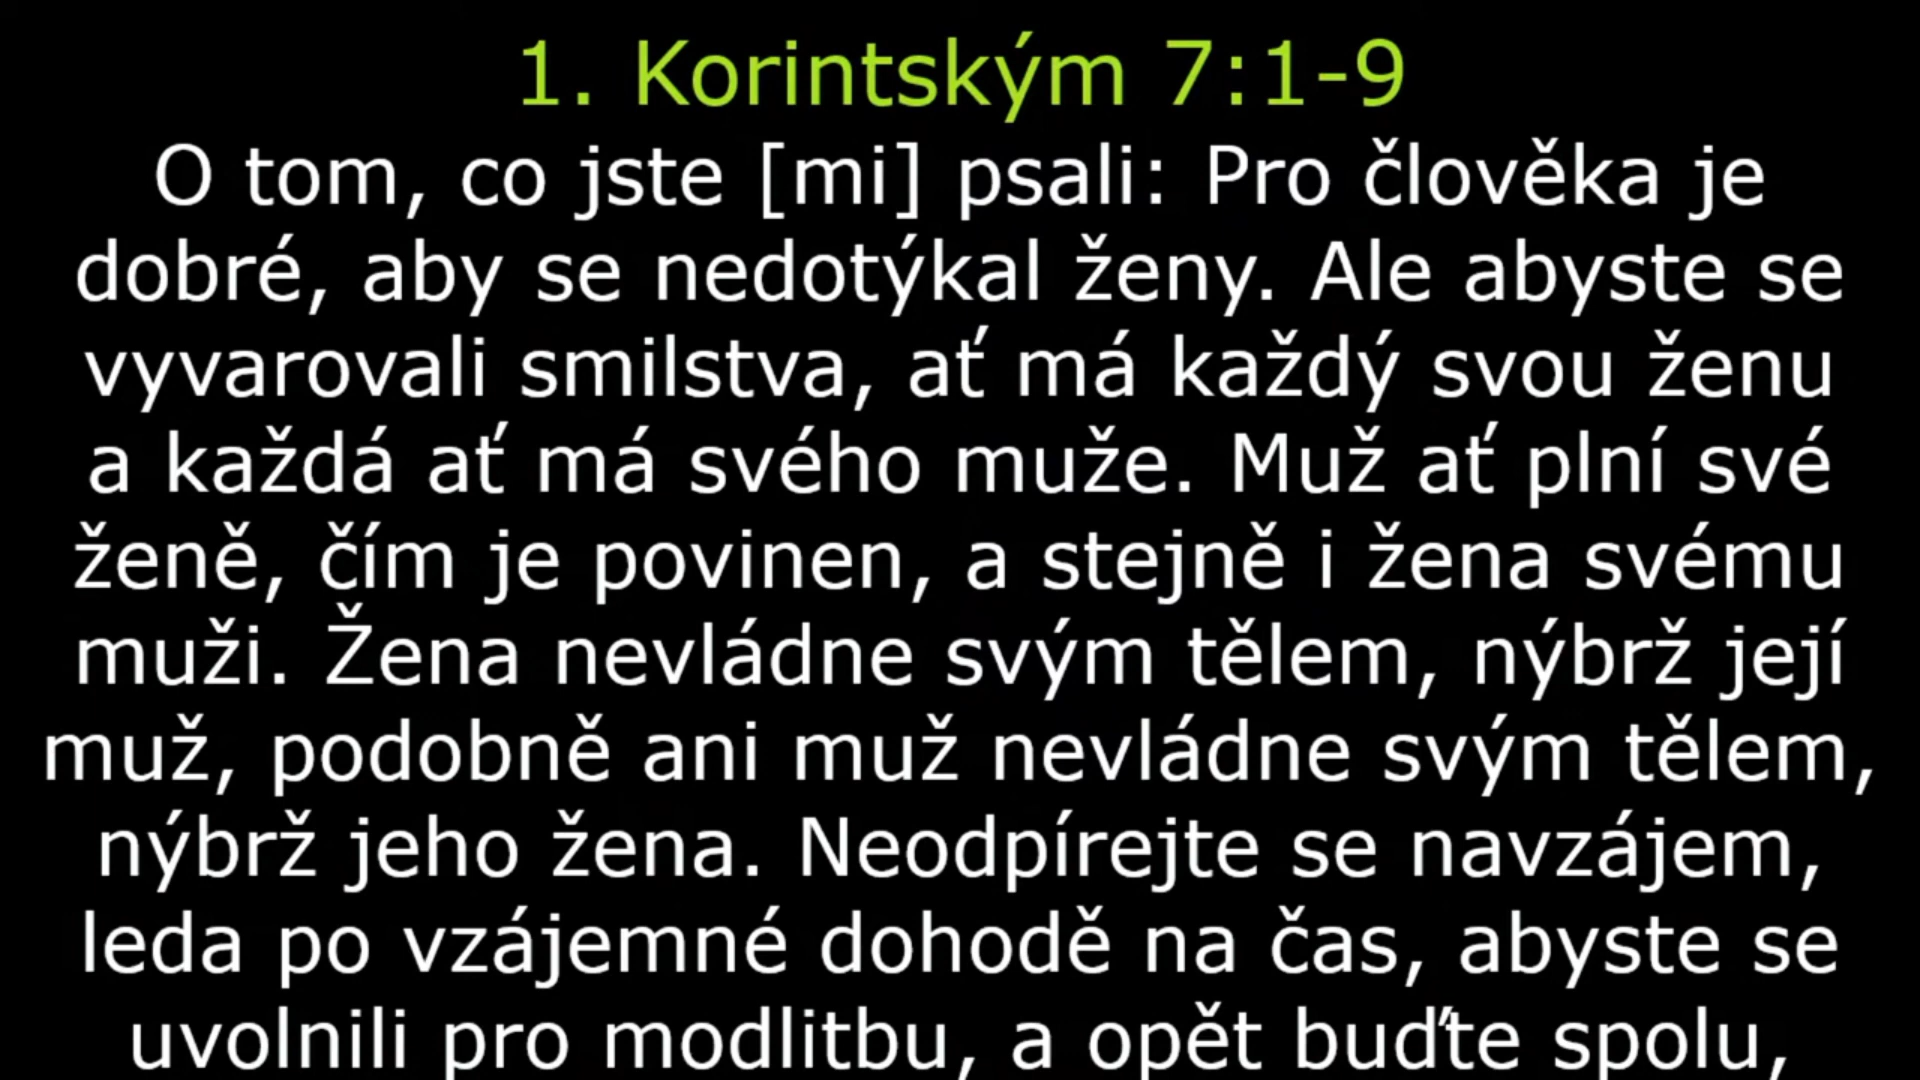 1. Korintským 7:1-9
O tom, co jste [mi] psali: Pro člověka je
dobré, aby se nedotýkal ženy. Ale abyste se
vyvarovali smilstva, ať má každý svou ženu
a každá ať má svého muže. Muž ať plní své
ženě, čím je povinen, a stejně i žena svému
muži. Žena nevládne svým tělem, nýbrž její
muž, podobně ani muž nevládne svým tělem,
nýbrž jeho žena. Neodpírejte se navzájem,
leda po vzájemné dohodě na čas, abyste se
uvolnili pro modlitbu, a opět buďte spolu,